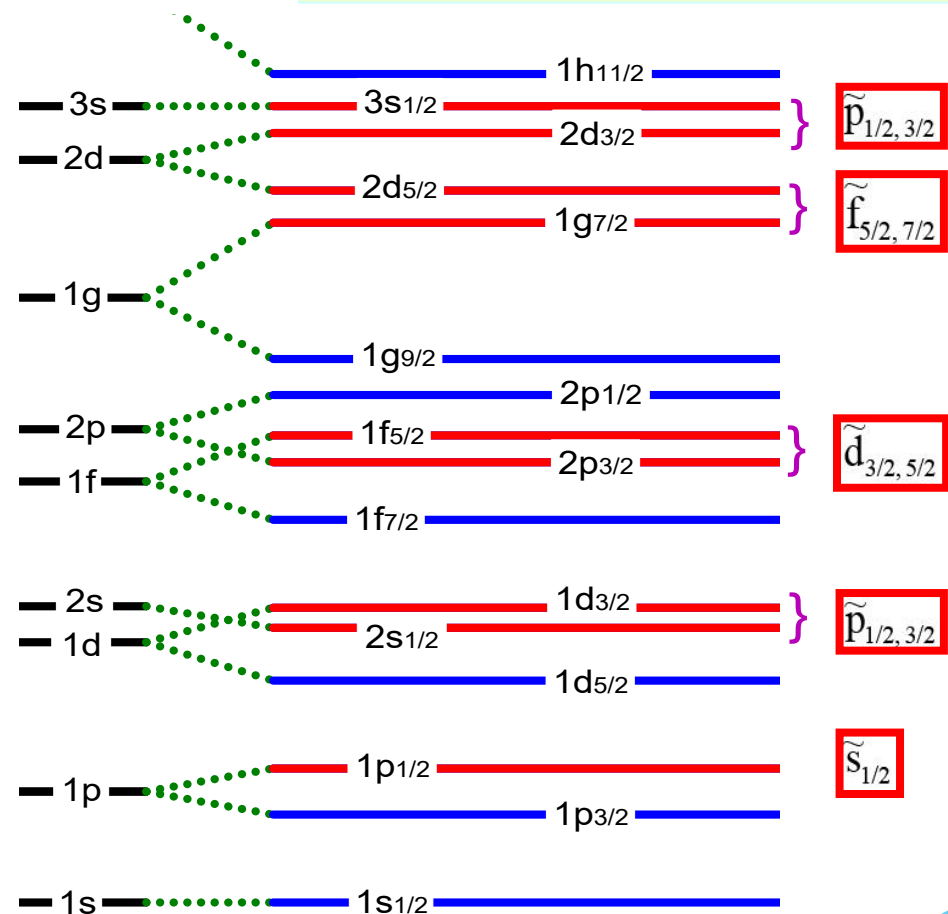 1h11/2
3s
3s1/2
p̃1/2, 3/2
2d3/2
2d
2d5/2
f̃5/2, 7/2
1g7/2
1g
1g9/2
2p1/2
2p
1f5/2
d̃3/2, 5/2
2p3/2
1f
1f7/2
2s
1d3/2
p̃1/2, 3/2
2s1/2
1d
1d5/2
s̃1/2
1p1/2
1p
1p3/2
1s
1s1/2